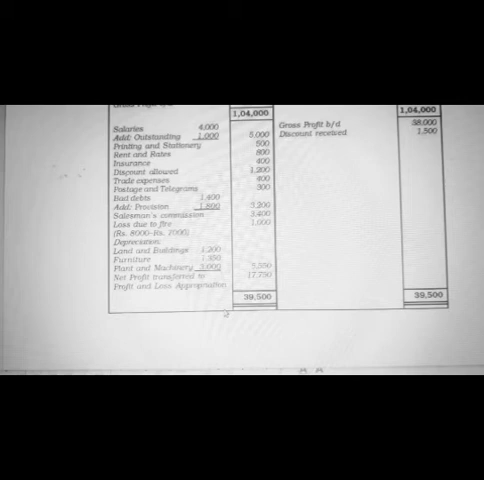 1,04,000 1,04,000
Gross Profit b/d 38,000
Salaries 4,000
Add: Outstanding 1,000 5,000 Discount received 1,500
Printing and Stationery 500
Rent and Rates 800
Insurance 400
Discount allowed 1,200
Trade expenses 400
Postage and Telegrams 300
Bad debts 1,400
Add: Provision 1,800 3,200
Salesman's commission 3,400
Loss due to fire 1,000
(Rs. 8000-Rs. 7000)
Depreciation:
Land and Buildings 1,200
Furniture 1,350
Plant and Machinery 3,000 5,550
Net Profit transferred to 17,750
Profit and Loss Appropriation
39,500 39,500